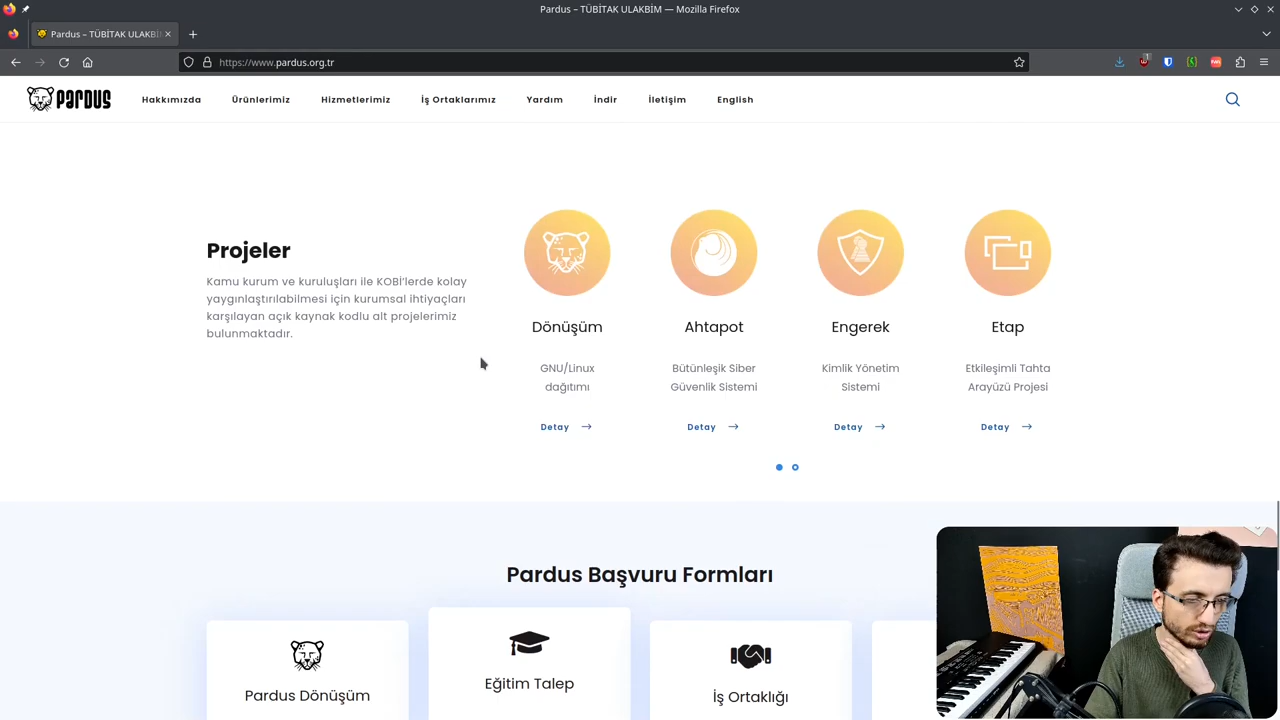 Pardus – TÜBİTAK ULAKBİM — Mozilla Firefox
Pardus – TÜBİTAK ULAKBİ
https://www.pardus.org.tr
1
PARDUS
Hakkımızda Ürünlerimiz Hizmetlerimiz İş Ortaklarımız Yardım İndir İletişim English
Projeler
Kamu kurum ve kuruluşları ile KOBİ’lerde kolay
yaygınlaştırılabilmesi için kurumsal ihtiyaçları
karşılayan açık kaynak kodlu alt projelerimiz
bulunmaktadır.
Dönüşüm
GNU/Linux
dağıtımı
Detay →
Ahtapot
Bütünleşik Siber
Güvenlik Sistemi
Detay →
Engerek
Kimlik Yönetim
Sistemi
Detay →
Etap
Etkileşimli Tahta
Arayüzü Projesi
Detay →
Pardus Başvuru Formları
Pardus Dönüşüm
Eğitim Talep
İş Ortaklığı